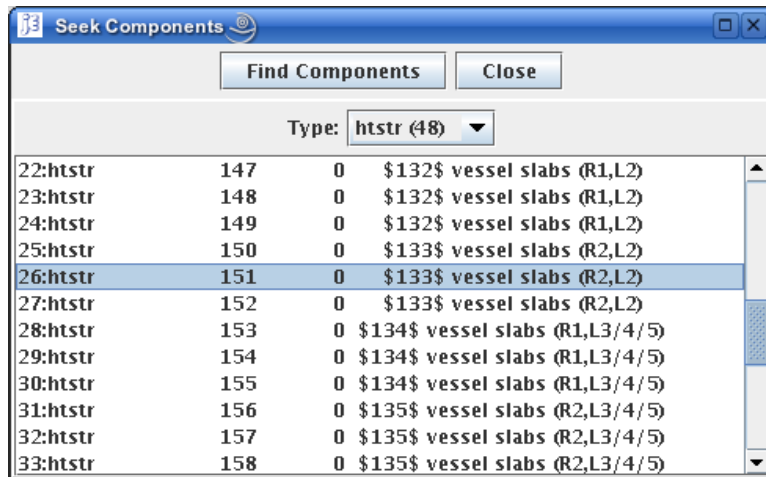 j3 Seek Components
Find Components Close
Type: htstr (48)
22:htstr 147 0 $132$ vessel slabs (R1,L2)
23:htstr 148 0 $132$ vessel slabs (R1,L2)
24:htstr 149 0 $132$ vessel slabs (R1,L2)
25:htstr 150 0 $133$ vessel slabs (R2,L2)
26:htstr 151 0 $133$ vessel slabs (R2,L2)
27:htstr 152 0 $133$ vessel slabs (R2,L2)
28:htstr 153 0 $134$ vessel slabs (R1,L3/4/5)
29:htstr 154 0 $134$ vessel slabs (R1,L3/4/5)
30:htstr 155 0 $134$ vessel slabs (R1,L3/4/5)
31:htstr 156 0 $135$ vessel slabs (R2,L3/4/5)
32:htstr 157 0 $135$ vessel slabs (R2,L3/4/5)
33:htstr 158 0 $135$ vessel slabs (R2,L3/4/5)